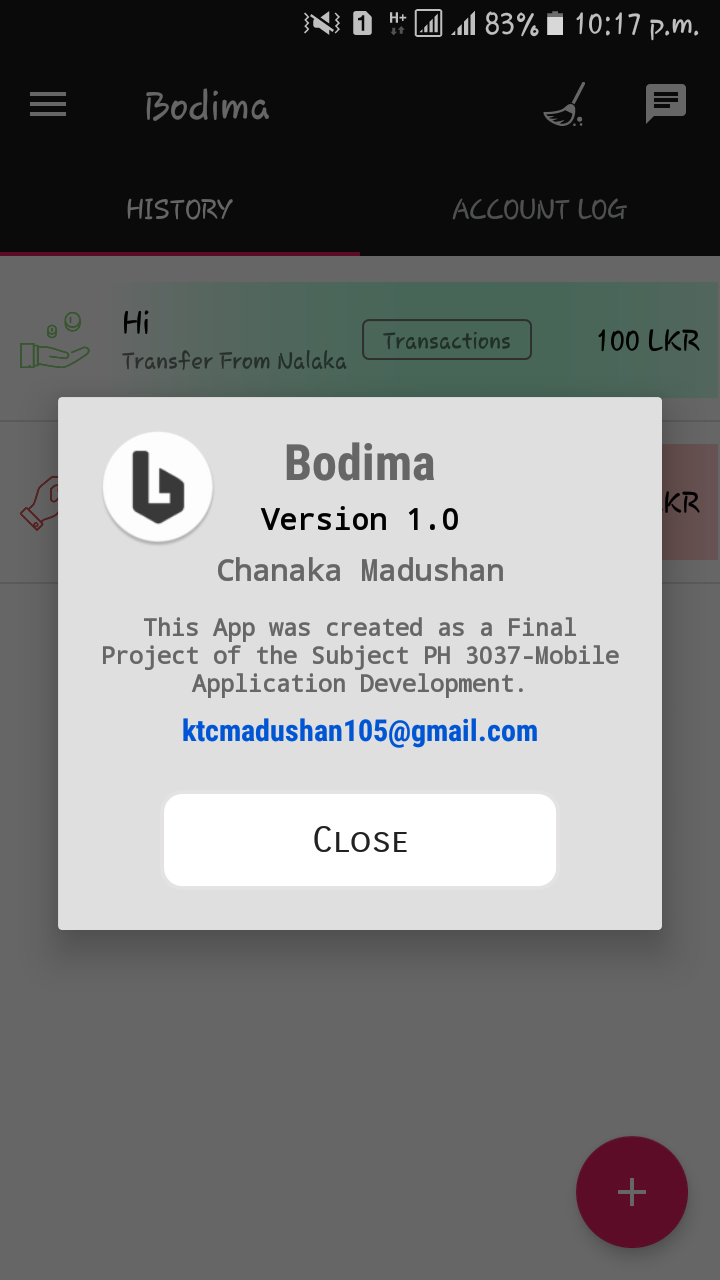 1 H+ 83% 10:17 p.m.
Bodima
HISTORY ACCOUNT LOG
Hi
Transfer From Nalaka
Transactions
100 LKR
KR
Bodima
Version 1.0
Chanaka Madushan
This App was created as a Final
Project of the Subject PH 3037-Mobile
Application Development.
ktcmadushan105@gmail.com
Close